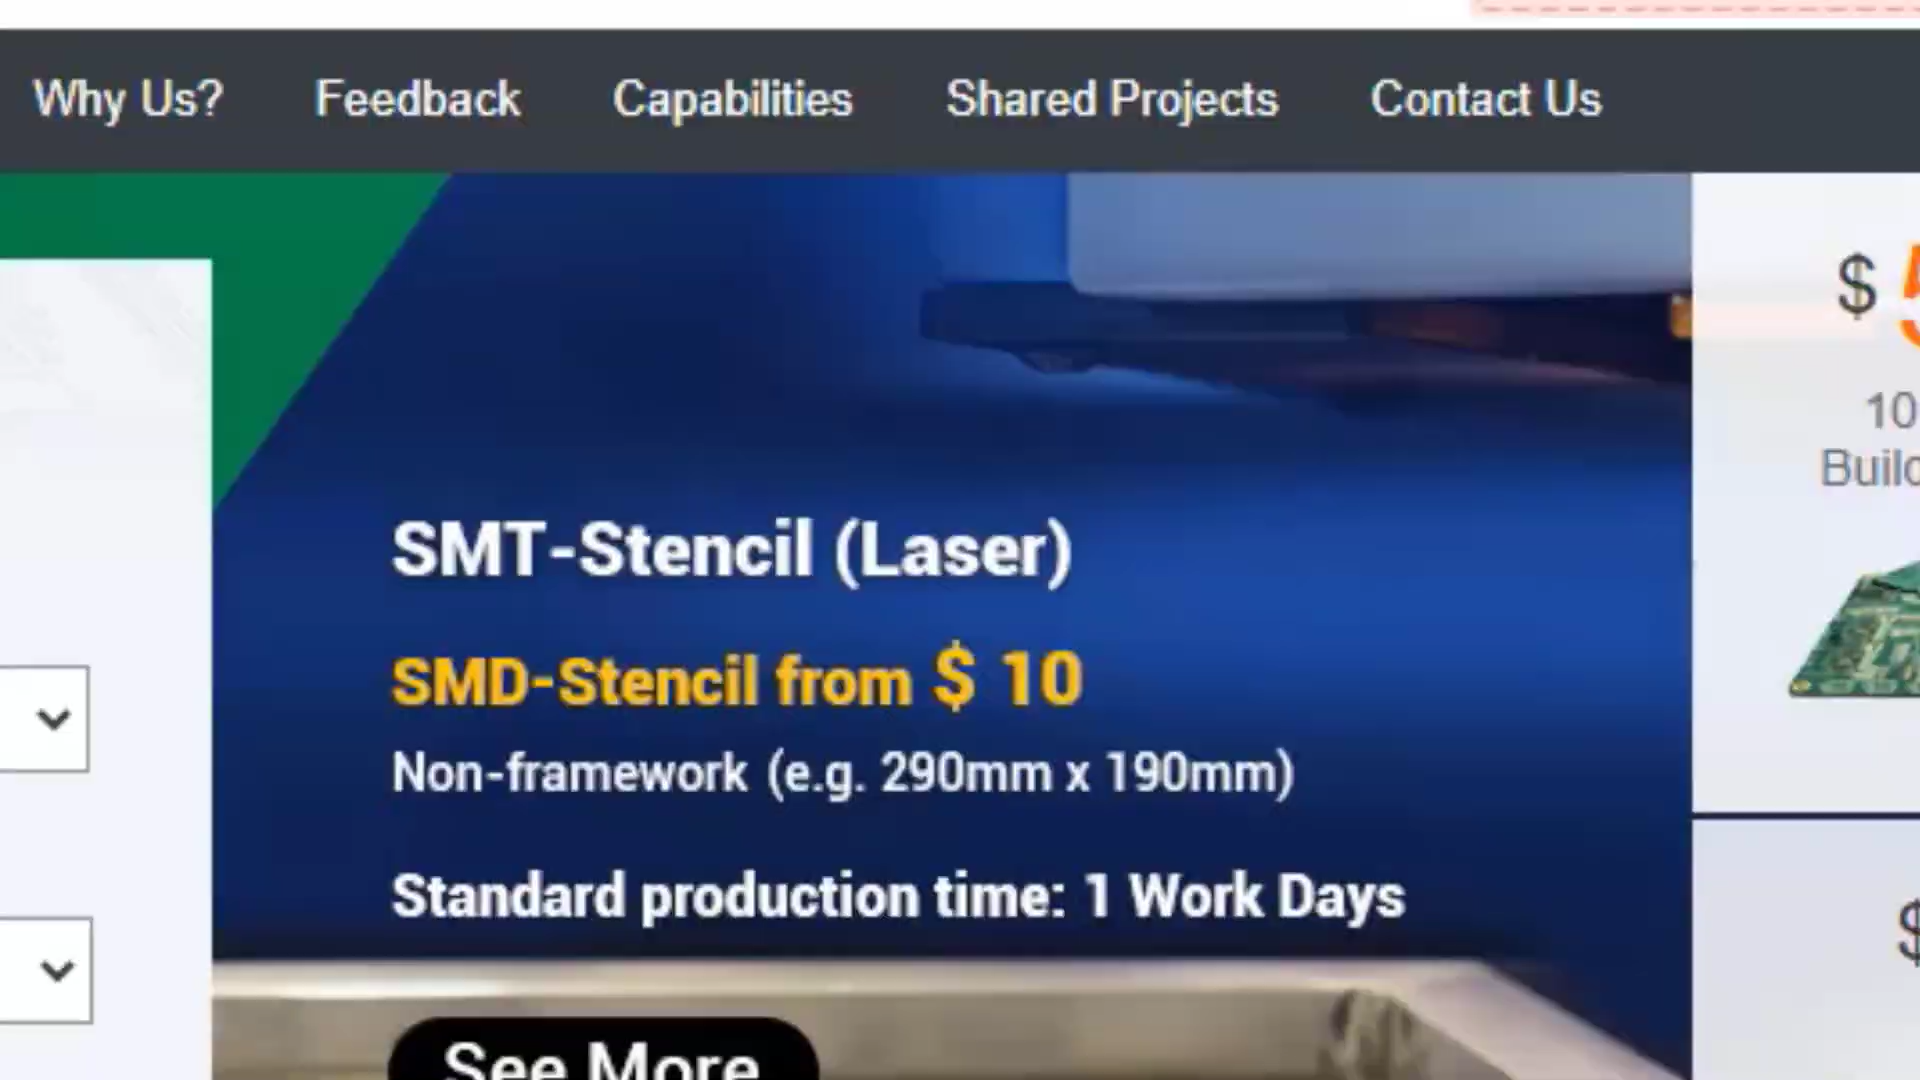 Why Us? Feedback Capabilities Shared Projects Contact Us
$
10
SMT-Stencil (Laser)
SMD-Stencil from $ 10
Non-framework (e.g. 290mm x 190mm)
Standard production time: 1 Work Days
$
See More